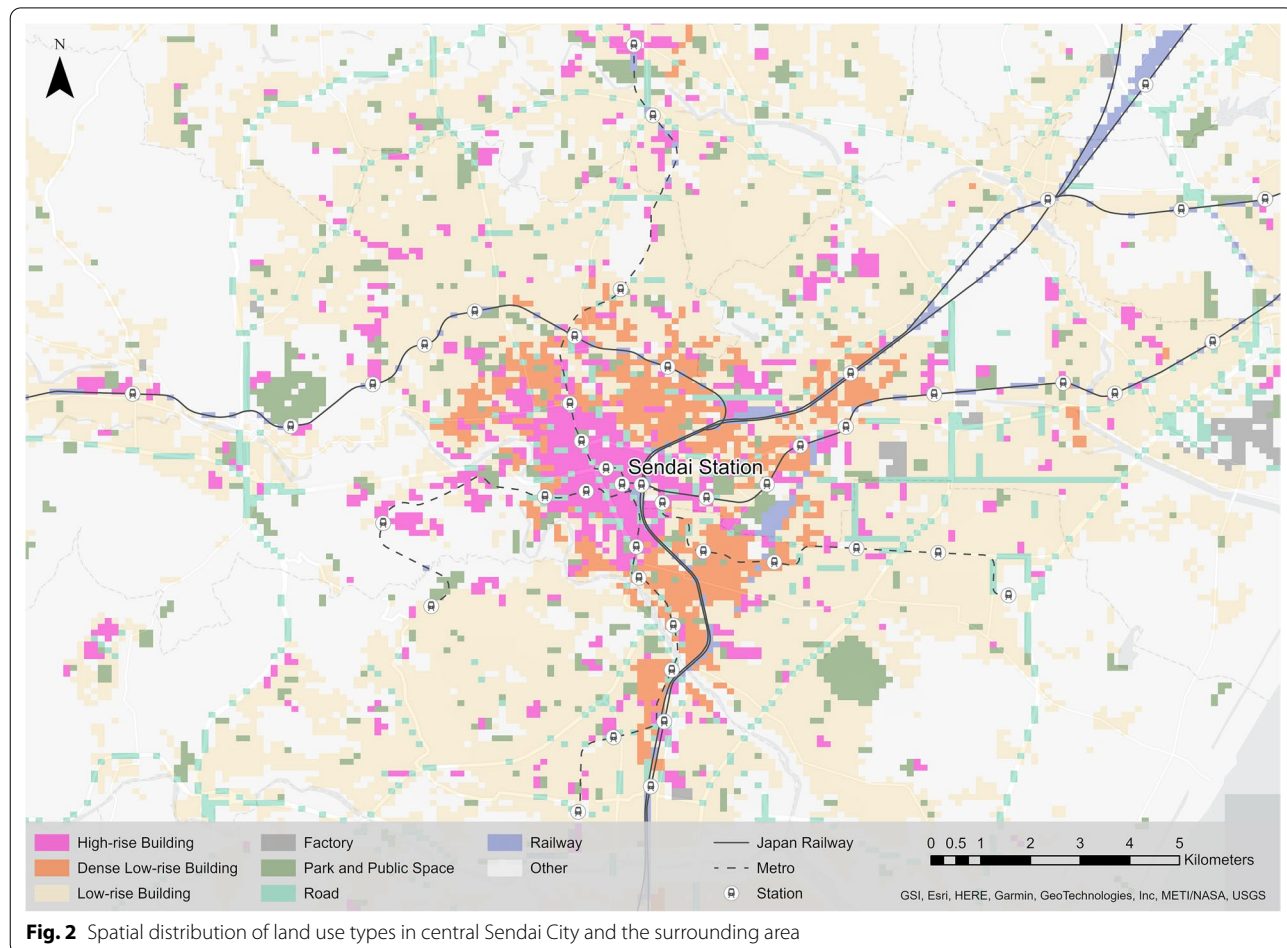 N
Sendai Station
High-rise Building
Dense Low-rise Building
Low-rise Building
Factory
Park and Public Space
Road
Railway
Other
Japan Railway
Metro
Station
0 0.5 1 2 3 4 5
Kilometers
GSI, Esri, HERE, Garmin, GeoTechnologies, Inc, METI/NASA, USGS
Fig. 2 Spatial distribution of land use types in central Sendai City and the surrounding area